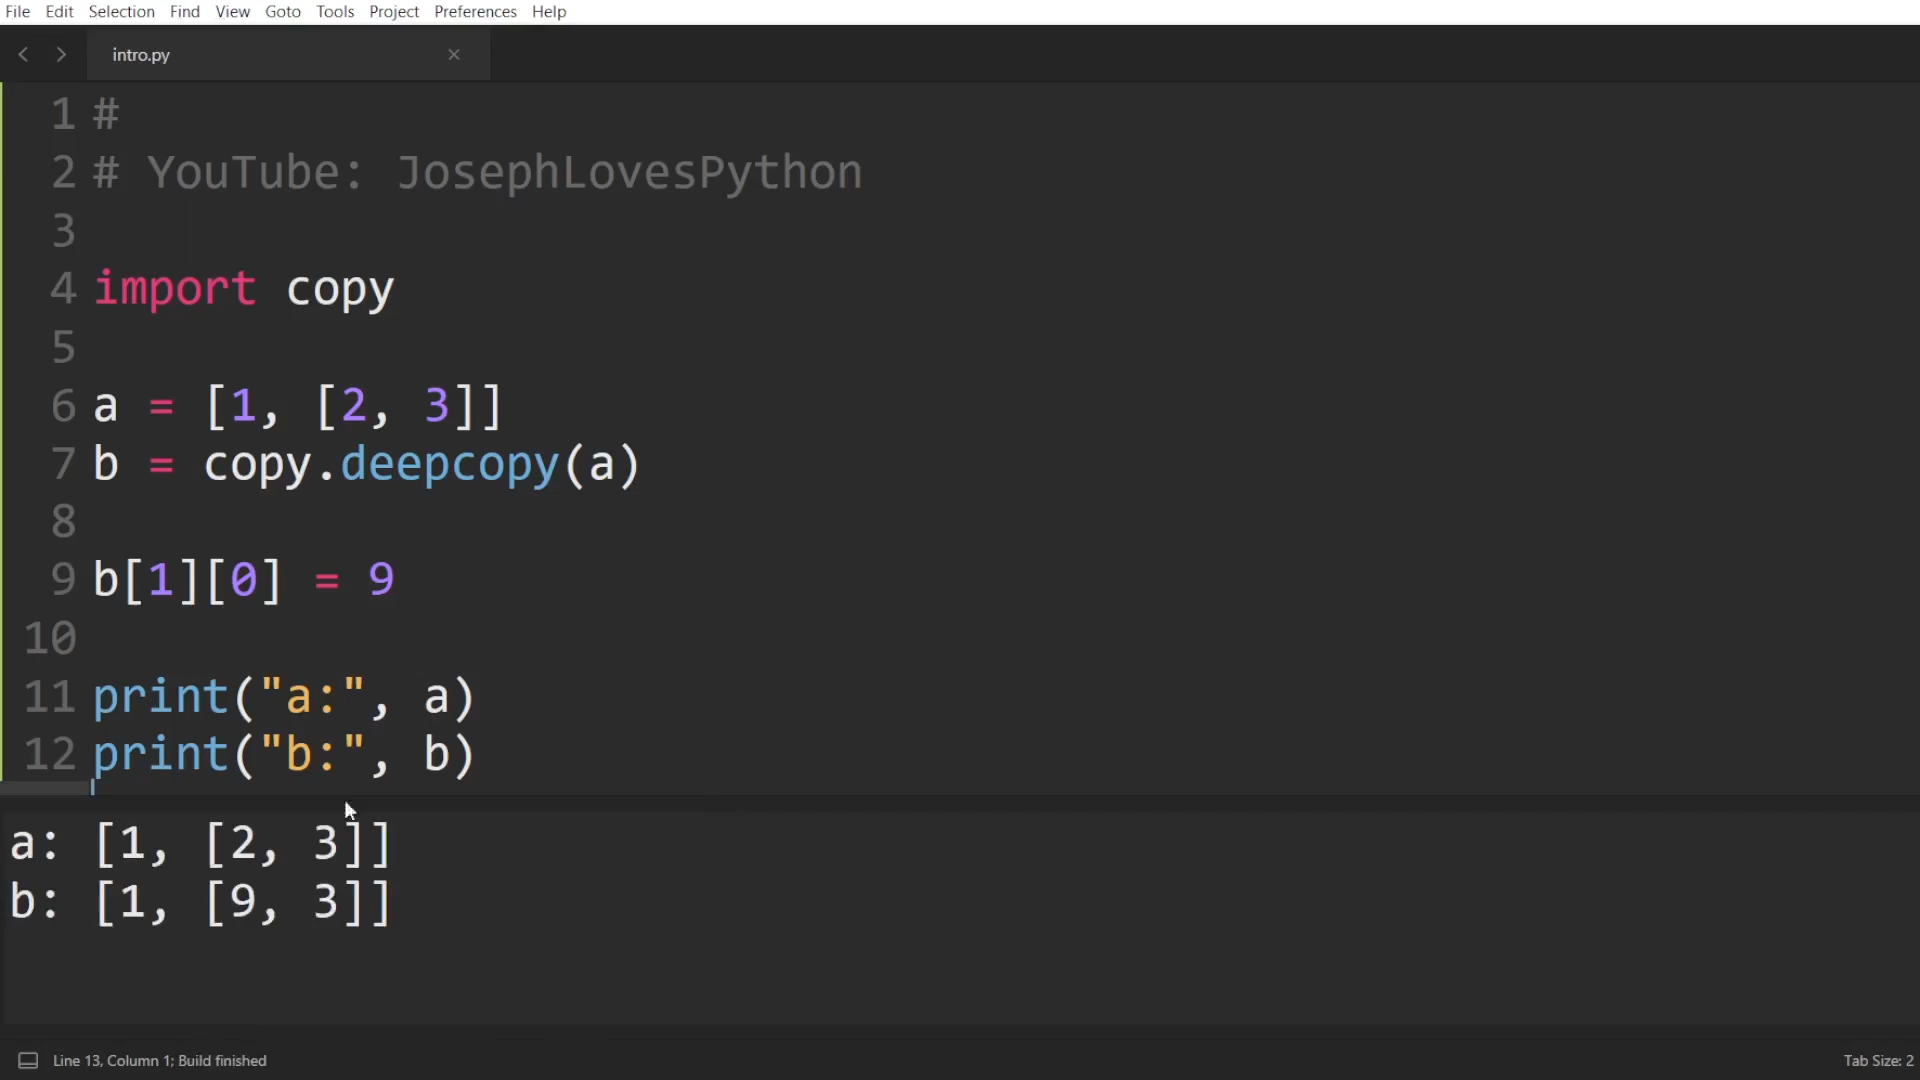 File Edit Selection Find View Goto Tools Project Preferences Help
intro.py
1 #
2 # YouTube: JosephLovesPython
3
4 import copy
5
6 a = [1, [2, 3]]
7 b = copy.deepcopy(a)
8
9 b[1][0] = 9
10
11 print("a:", a)
12 print("b:", b)
a: [1, [2, 3]]
b: [1, [9, 3]]
Line 13, Column 1; Build finished
Tab Size: 2